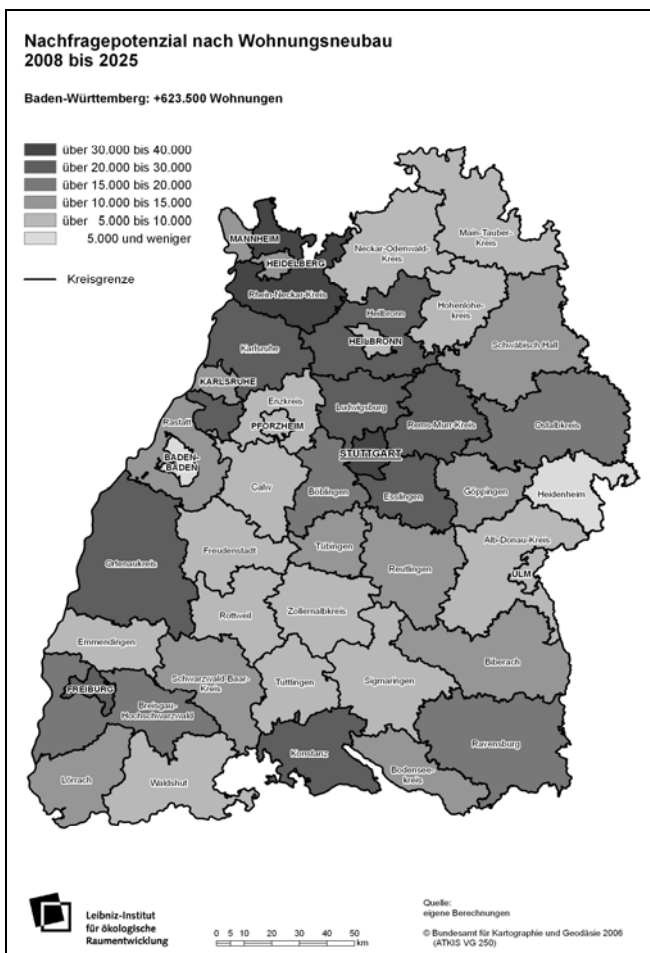 Nachfragepotenzial nach Wohnungsneubau
2008 bis 2025
Baden-Württemberg: +623.500 Wohnungen
über 30.000 bis 40.000
über 20.000 bis 30.000
über 15.000 bis 20.000
über 10.000 bis 15.000
über 5.000 bis 10.000
5.000 und weniger
Kreisgrenze
Main-Tauber-
Kreis
MANNHEIM
Neckar-Odenwald-
Kreis
HEIDELBERG
Rhein-Neckar-Kreis
Hohenlohe-
kreis
Heilbronn
HEILBRONN
Schwäbisch Hall
Karlsruhe
KARLSRUHE
Enzkreis
Ludwigsburg
Rems-Murr-Kreis
Ostalbkreis
Rastatt
PFORZHEIM
STUTTGART
BADEN-
BADEN
Calw
Böblingen
Esslingen
Göppingen
Heidenheim
Alb-Donau-Kreis
Freudenstadt
Tübingen
Reutlingen
ULM
Ortenaukreis
Rottweil
Zollernalbkreis
Emmendingen
Biberach
Schwarzwald-Baar-
Kreis
Tuttlingen
Sigmaringen
FREIBURG
Breisgau-
Hochschwarzwald
Konstanz
Ravensburg
Lörrach
Waldshut
Bodensee-
kreis
Leibniz-Institut
für ökologische
Raumentwicklung
0 5 10 20 30 40 50
km
Quelle:
eigene Berechnungen
© Bundesamt für Kartographie und Geodäsie 2006
(ATKIS VG 250)